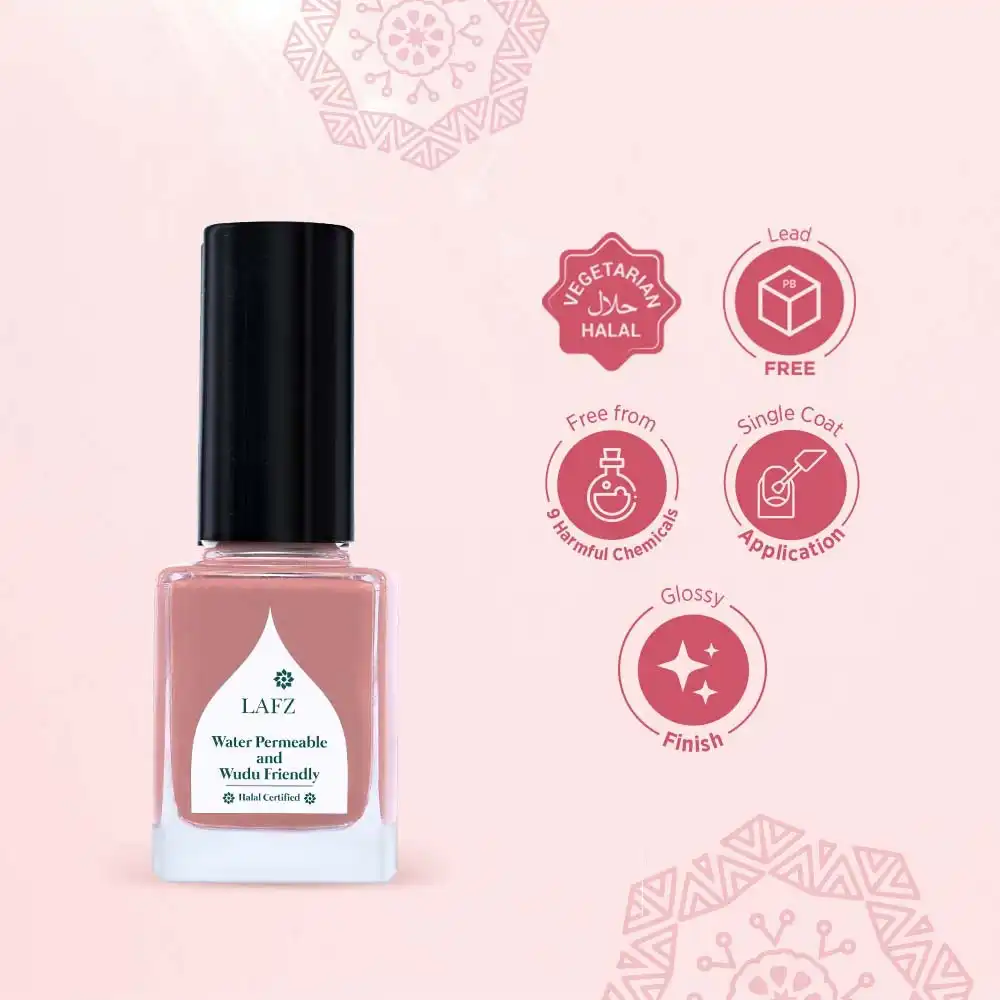 LAFZ
Water Permeable
and
Wudu Friendly
Halal Certified
VEGETARIAN
حلال
HALAL
Lead
PB
FREE
Free from
9 Harmful Chemicals
Single Coat
Application
Glossy
Finish